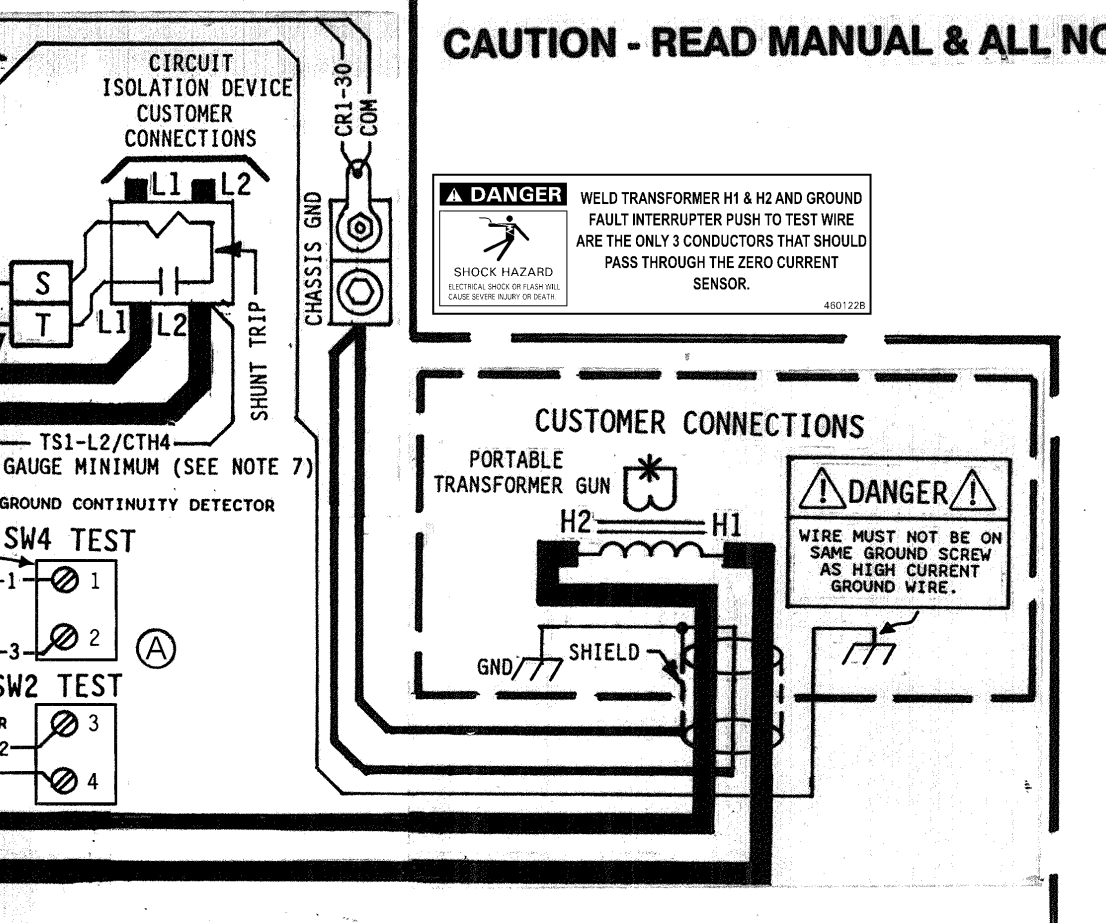 CAUTION - READ MANUAL & ALL NO
CIRCUIT
ISOLATION DEVICE
CUSTOMER
CONNECTIONS
L1 L2
CR1-30
COM
CHASSIS GND
S
T
L1 L2
SHUNT TRIP
TS1-L2/CTH4
GAUGE MINIMUM (SEE NOTE 7)
GROUND CONTINUITY DETECTOR
SW4 TEST
-1
1
-3
2
A
SW2 TEST
R
2
3
4
DANGER
SHOCK HAZARD
ELECTRICAL SHOCK OR FLASH WILL
CAUSE SEVERE INJURY OR DEATH.
WELD TRANSFORMER H1 & H2 AND GROUND
FAULT INTERRUPTER PUSH TO TEST WIRE
ARE THE ONLY 3 CONDUCTORS THAT SHOULD
PASS THROUGH THE ZERO CURRENT
SENSOR.
460122B
CUSTOMER CONNECTIONS
PORTABLE
TRANSFORMER GUN
H2 H1
GND
SHIELD
DANGER
WIRE MUST NOT BE ON
SAME GROUND SCREW
AS HIGH CURRENT
GROUND WIRE.